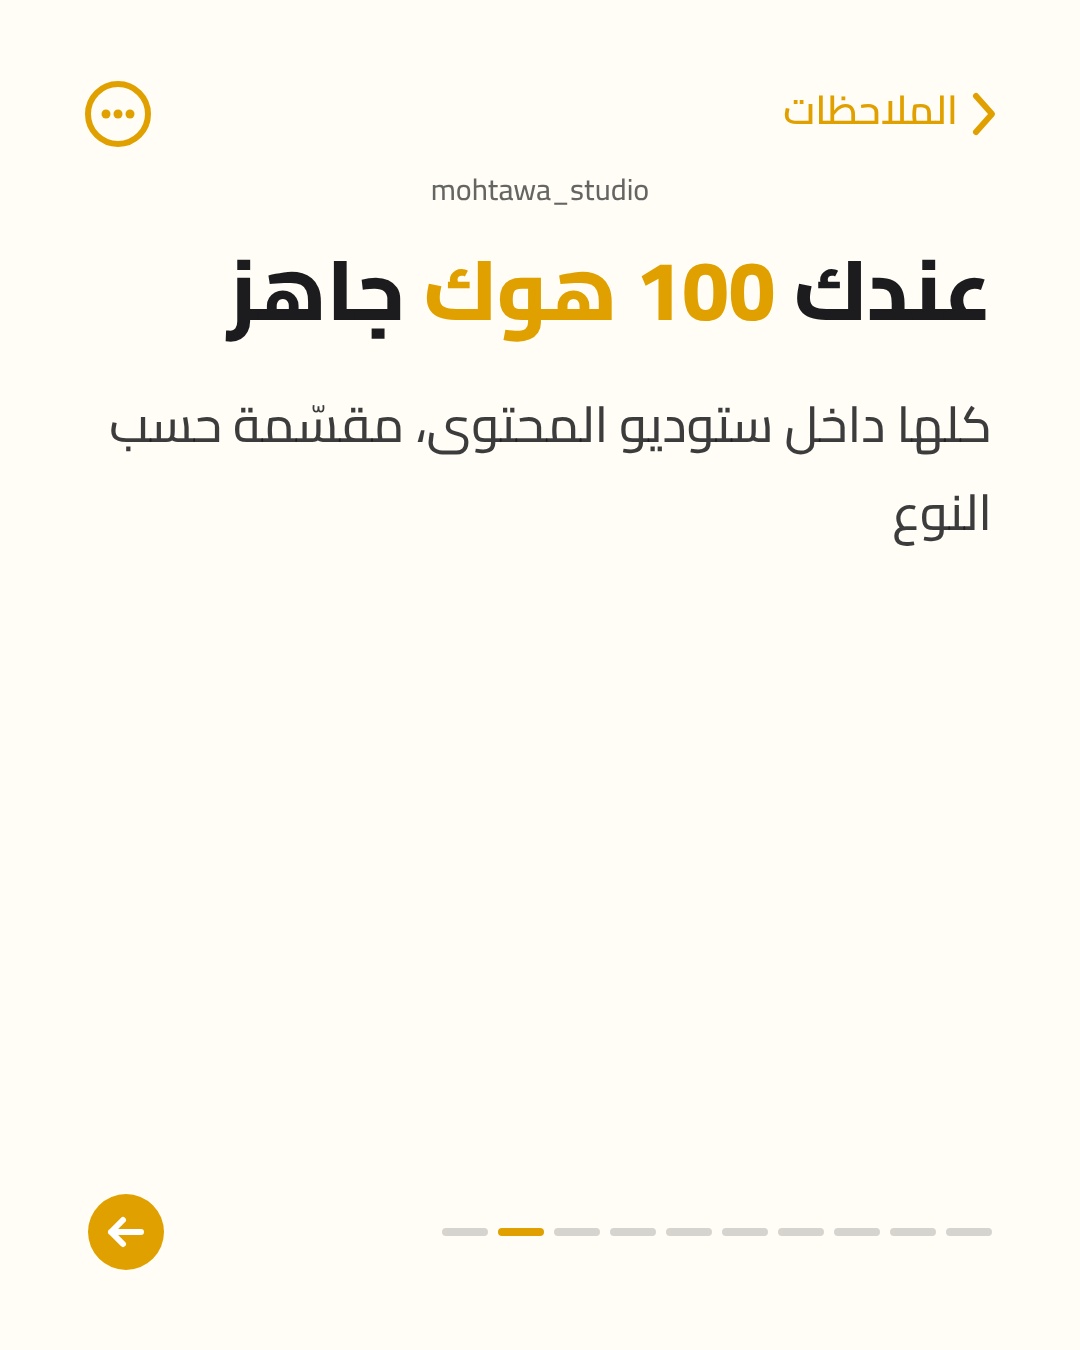 الملاحظات
mohtawa_studio
عندك 100 هوك جاهز
كلها داخل ستوديو المحتوى، مقسّمة حسب
النوع